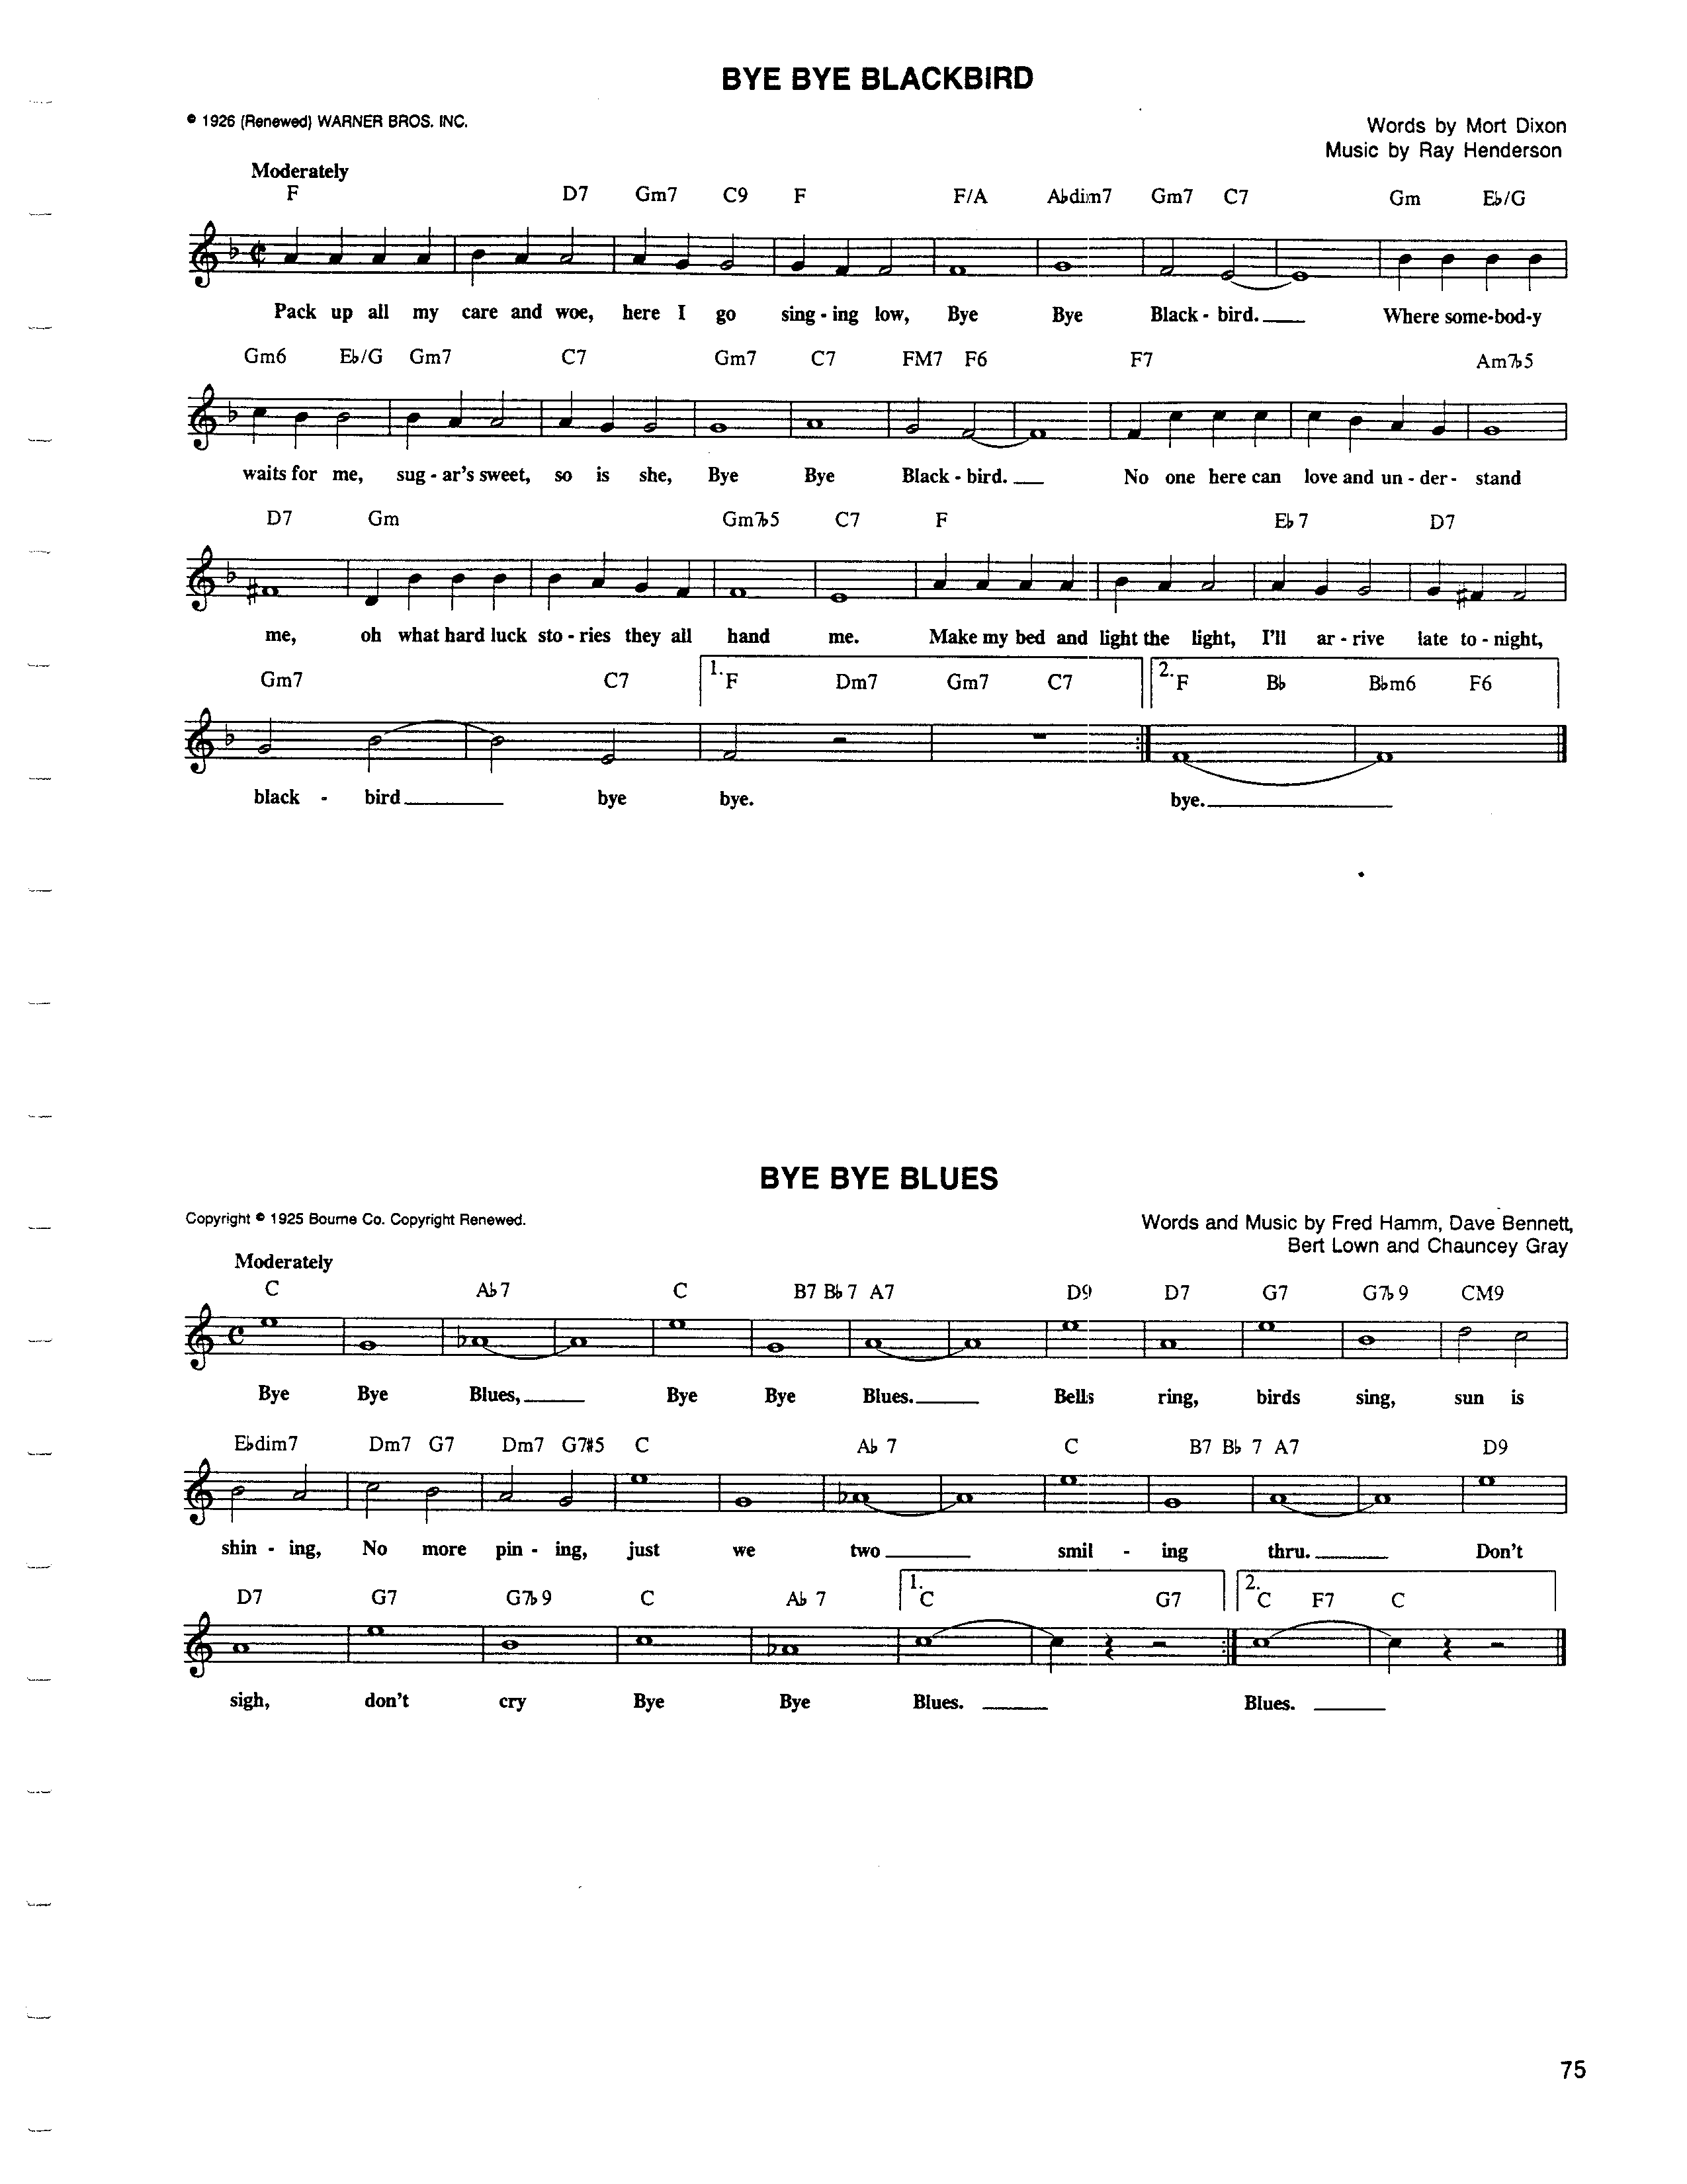 BYE BYE BLACKBIRD
© 1926 (Renewed) WARNER BROS. INC.
Words by Mort Dixon
Music by Ray Henderson
Moderately
F D7 Gm7 C9 F F/A A♭dim7 Gm7 C7 Gm E♭/G
Pack up all my care and woe, here I go sing - ing low, Bye Bye Black - bird. Where some-bod-y
Gm6 E♭/G Gm7 C7 Gm7 C7 FM7 F6 F7 Am7♭5
waits for me, sug - ar's sweet, so is she, Bye Bye Black - bird. No one here can love and un - der - stand
D7 Gm Gm7♭5 C7 F E♭7 D7
me, oh what hard luck sto - ries they all hand me. Make my bed and light the light, I'll ar - rive late to - night,
Gm7 C7 1. F Dm7 Gm7 C7 2. F B♭ B♭m6 F6
black - bird bye bye. bye.
BYE BYE BLUES
Copyright © 1925 Bourne Co. Copyright Renewed.
Words and Music by Fred Hamm, Dave Bennett,
Bert Lown and Chauncey Gray
Moderately
C A♭7 C B7 B♭7 A7 D9 D7 G7 G7♭9 CM9
Bye Bye Blues, Bye Bye Blues. Bells ring, birds sing, sun is
E♭dim7 Dm7 G7 Dm7 G7#5 C A♭ 7 C B7 B♭ 7 A7 D9
shin - ing, No more pin - ing, just we two smil - ing thru. Don't
D7 G7 G7♭9 C A♭ 7 1. C G7 2. C F7 C
sigh, don't cry Bye Bye Blues. Blues.
75